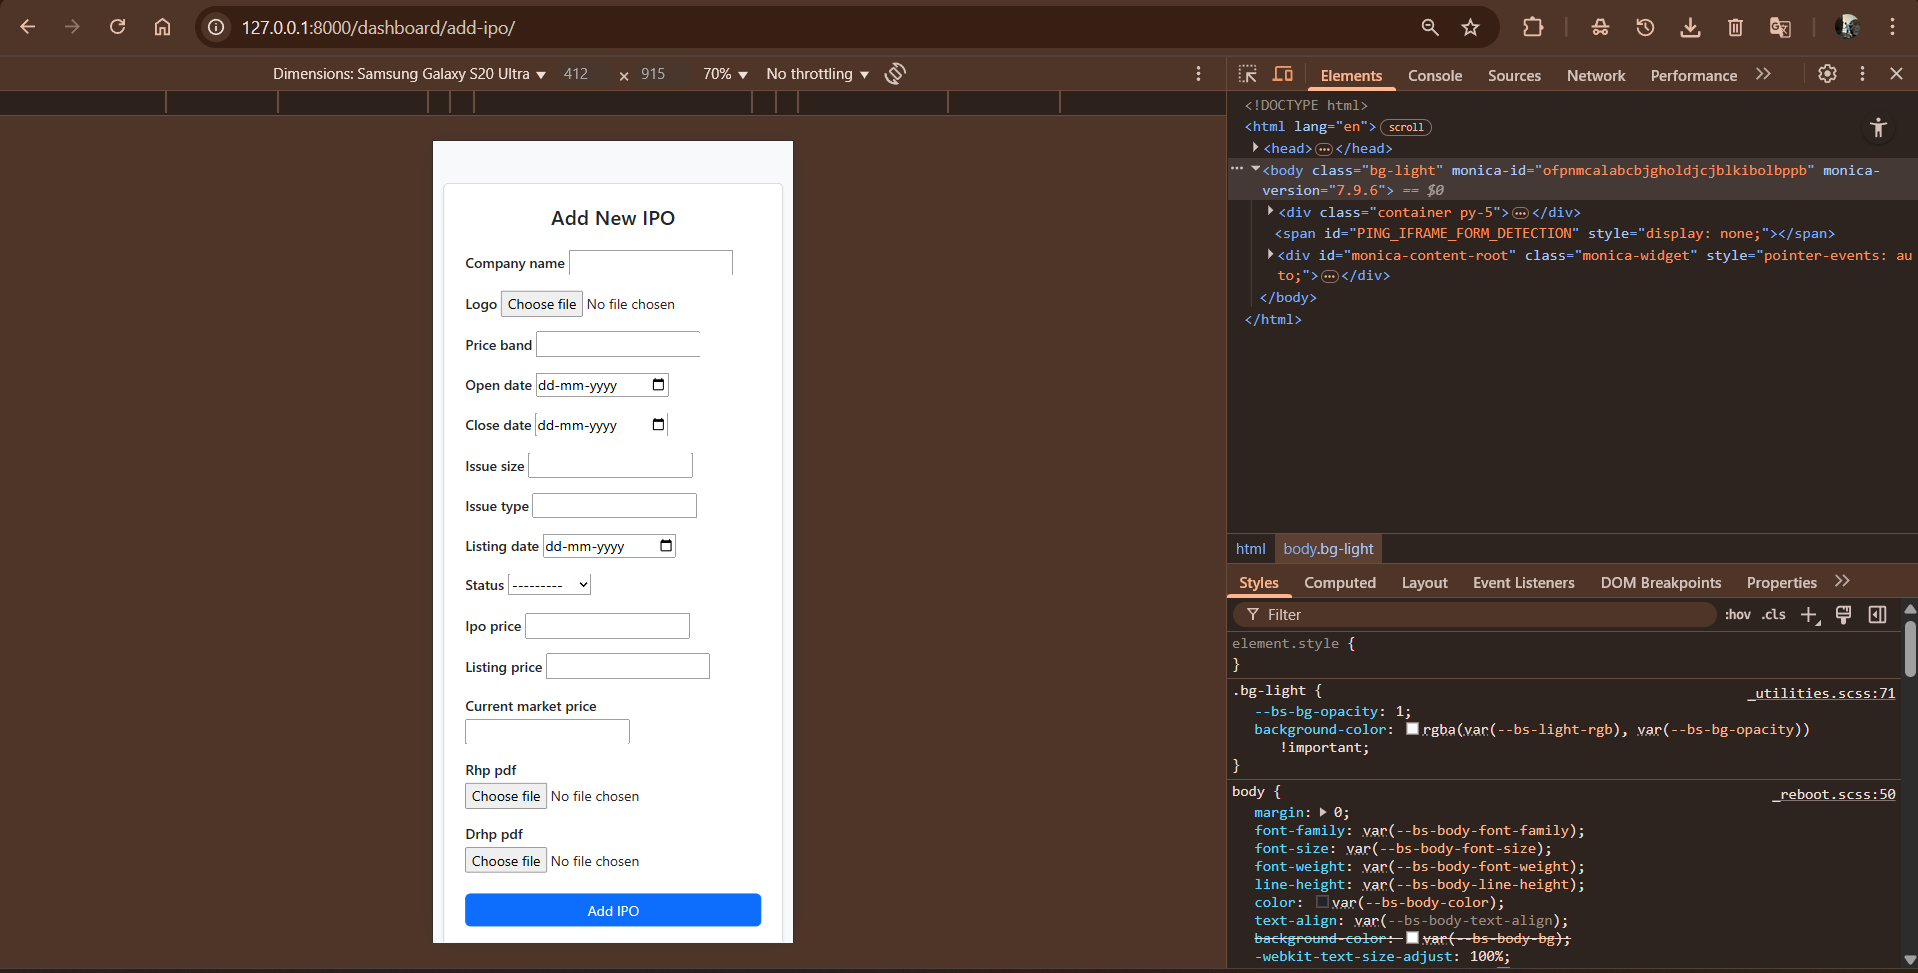 127.0.0.1:8000/dashboard/add-ipo/
Dimensions: Samsung Galaxy S20 Ultra 412 × 915 70% No throttling
Elements Console Sources Network Performance
Add New IPO
Company name
Logo Choose file No file chosen
Price band
Open date dd-mm-yyyy
Close date dd-mm-yyyy
Issue size
Issue type
Listing date dd-mm-yyyy
Status ---------
Ipo price
Listing price
Current market price
Rhp pdf
Choose file No file chosen
Drhp pdf
Choose file No file chosen
Add IPO
<!DOCTYPE html>
<html lang="en"> scroll
<head> ••• </head>
••• <body class="bg-light" monica-id="ofpnmcalabcbjgholdjcjblkibolbppb" monica-
version="7.9.6"> == $0
<div class="container py-5"> ••• </div>
<span id="PING_IFRAME_FORM_DETECTION" style="display: none;"></span>
<div id="monica-content-root" class="monica-widget" style="pointer-events: au
to;"> ••• </div>
</body>
</html>
html body.bg-light
Styles Computed Layout Event Listeners DOM Breakpoints Properties
Filter :hov .cls
element.style {
}
.bg-light { _utilities.scss:71
--bs-bg-opacity: 1;
background-color: rgba(var(--bs-light-rgb), var(--bs-bg-opacity))
!important;
}
body { _reboot.scss:50
margin: 0;
font-family: var(--bs-body-font-family);
font-size: var(--bs-body-font-size);
font-weight: var(--bs-body-font-weight);
line-height: var(--bs-body-line-height);
color: var(--bs-body-color);
text-align: var(--bs-body-text-align);
background-color: var(--bs-body-bg);
-webkit-text-size-adjust: 100%;